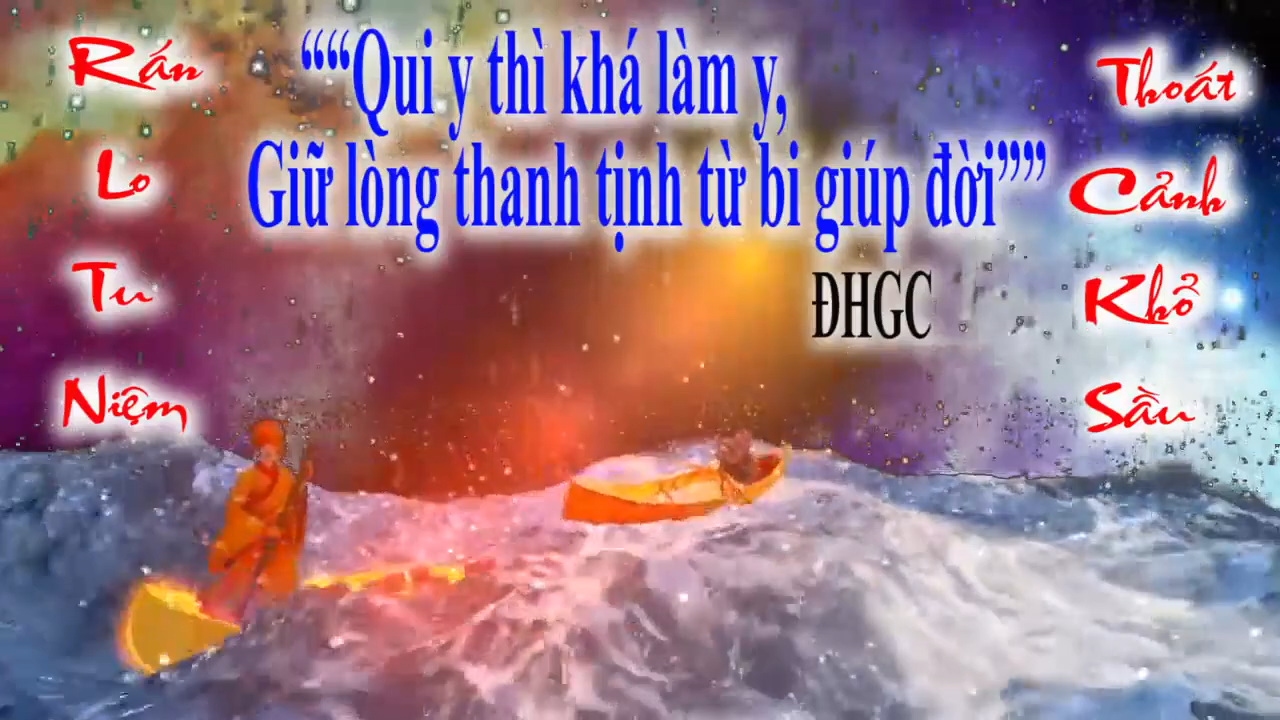 Rán
Lo
Tu
Niệm
““Qui y thì khá làm y,
Giữ lòng thanh tịnh từ bi giúp đời””
ĐHGC
Thoát
Cảnh
Khổ
Sầu